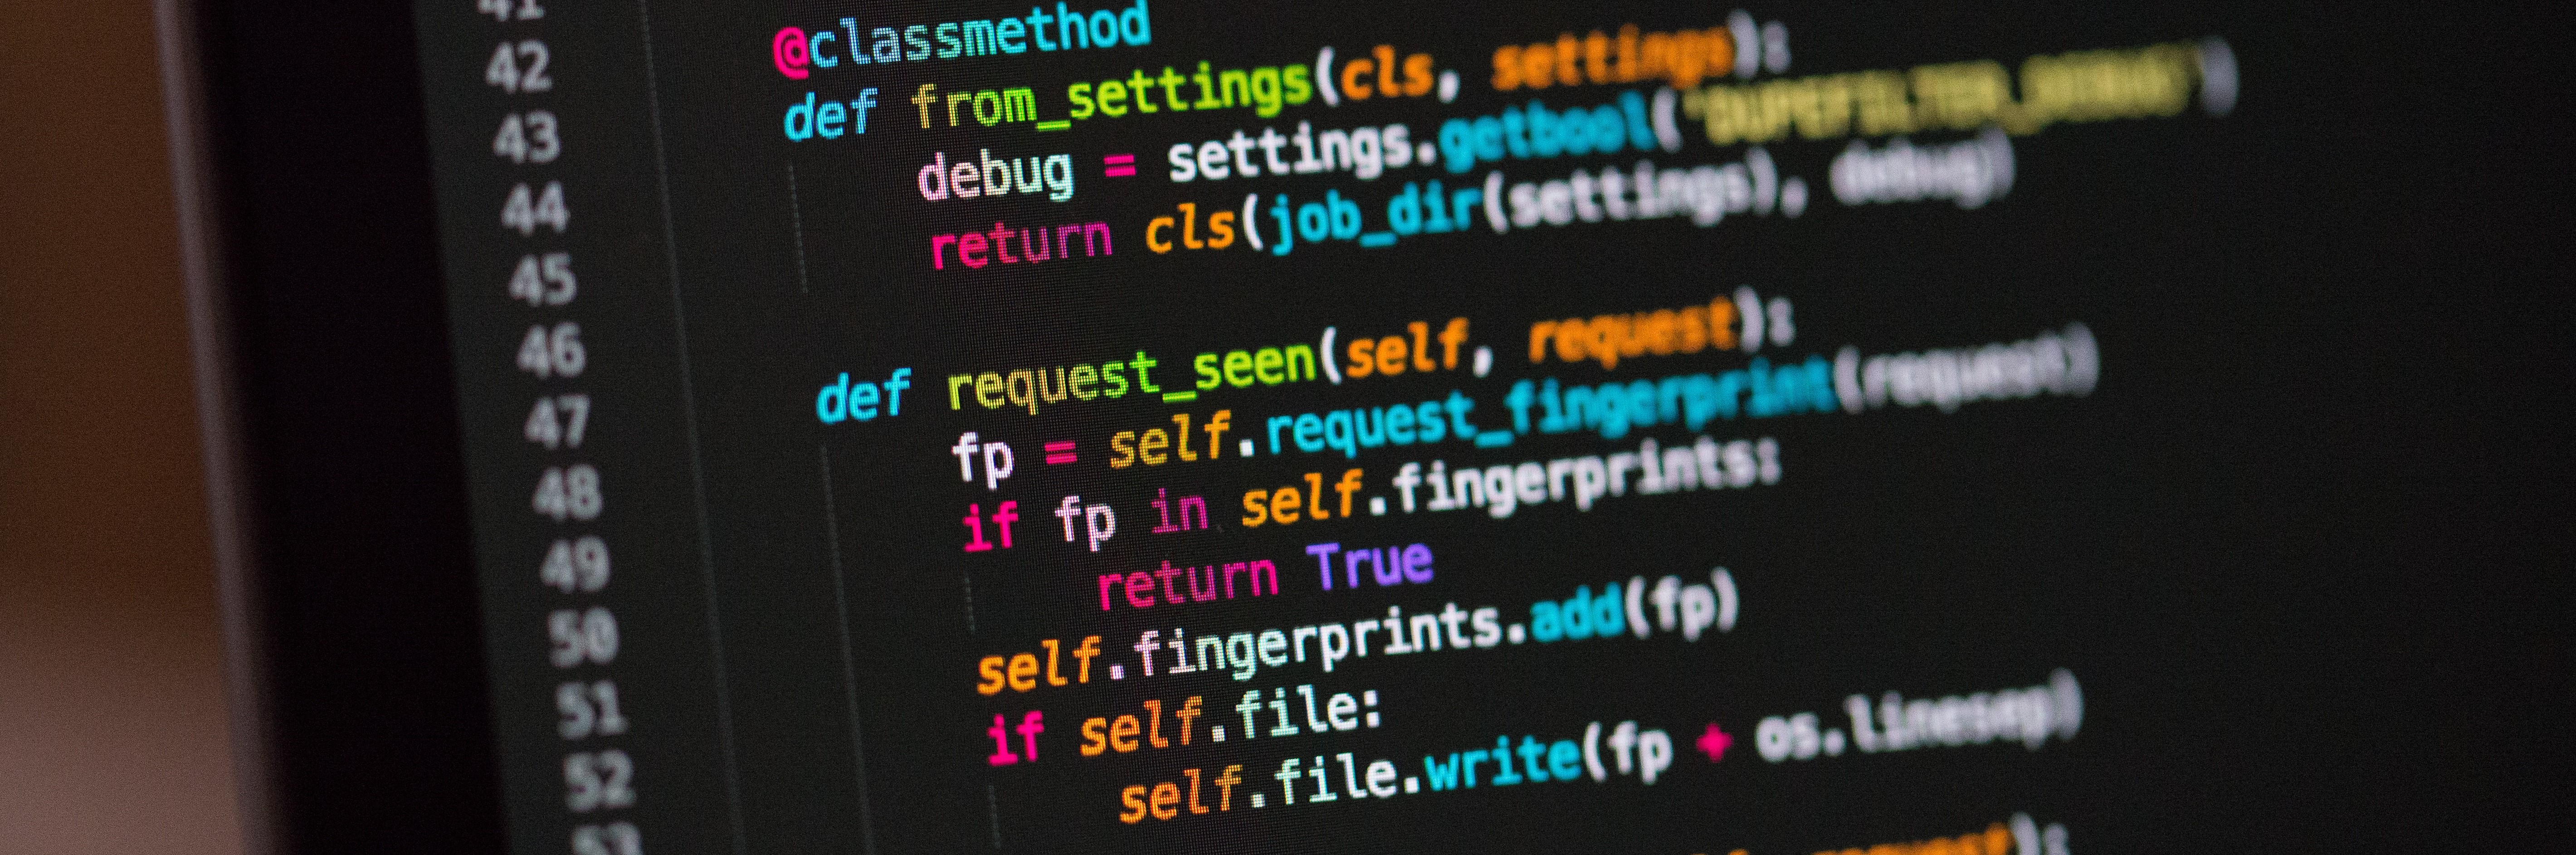 41
42 @classmethod
43 def from_settings(cls, settings):
44 debug = settings.getbool('DUPEFILTER_DEBUG')
45 return cls(job_dir(settings), debug)
46
47 def request_seen(self, request):
48 fp = self.request_fingerprint(request)
49 if fp in self.fingerprints:
50 return True
51 self.fingerprints.add(fp)
52 if self.file:
53 self.file.write(fp + os.linesep)
request):